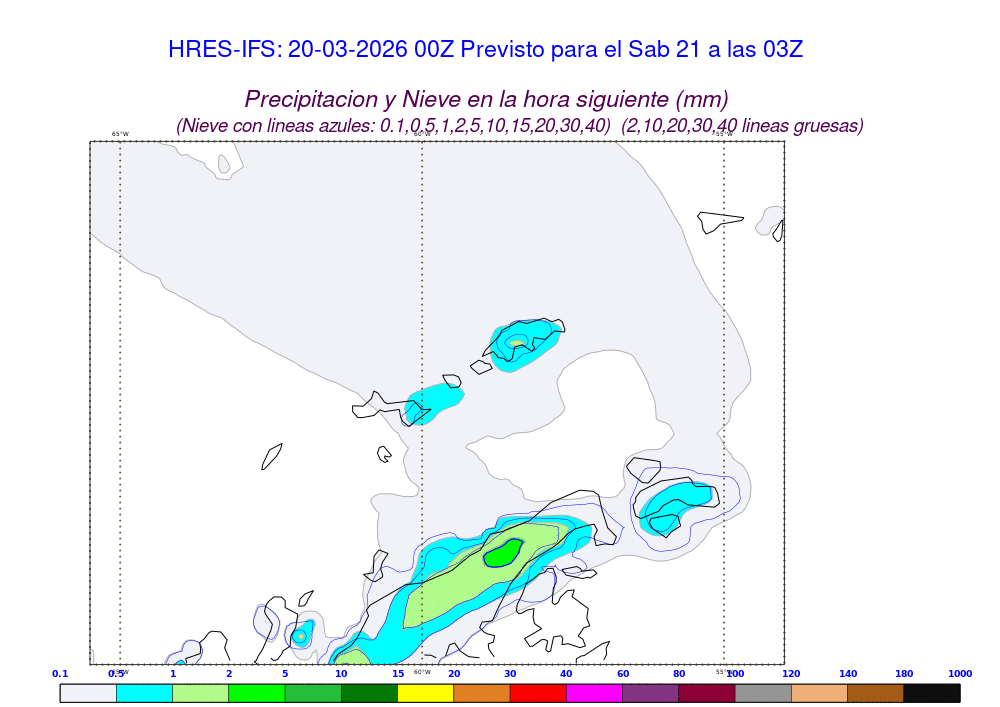 HRES-IFS: 20-03-2026 00Z Previsto para el Sab 21 a las 03Z
Precipitacion y Nieve en la hora siguiente (mm)
(Nieve con lineas azules: 0.1,0.5,1,2,5,10,15,20,30,40) (2,10,20,30,40 lineas gruesas)
65°W 60°W 55°W
65°W 60°W 55°W
0.1 0.5 1 2 5 10 15 20 30 40 60 80 100 120 140 180 1000